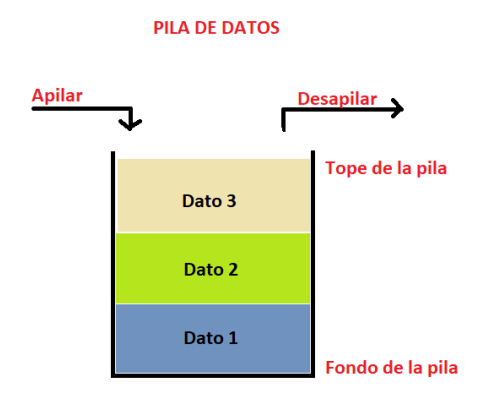 PILA DE DATOS
Apilar
Desapilar
Tope de la pila
Dato 3
Dato 2
Dato 1
Fondo de la pila